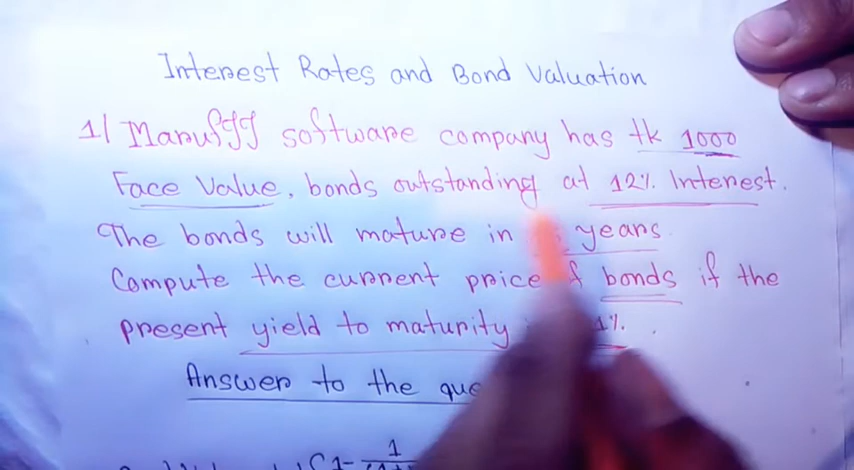 Interest Rates and Bond Valuation
1/ software company has tk 1000
Face Value, bonds outstanding at 12% Interest.
The bonds will mature in years
Compute the current price bonds if the
present yield to maturity
Answer to the
1